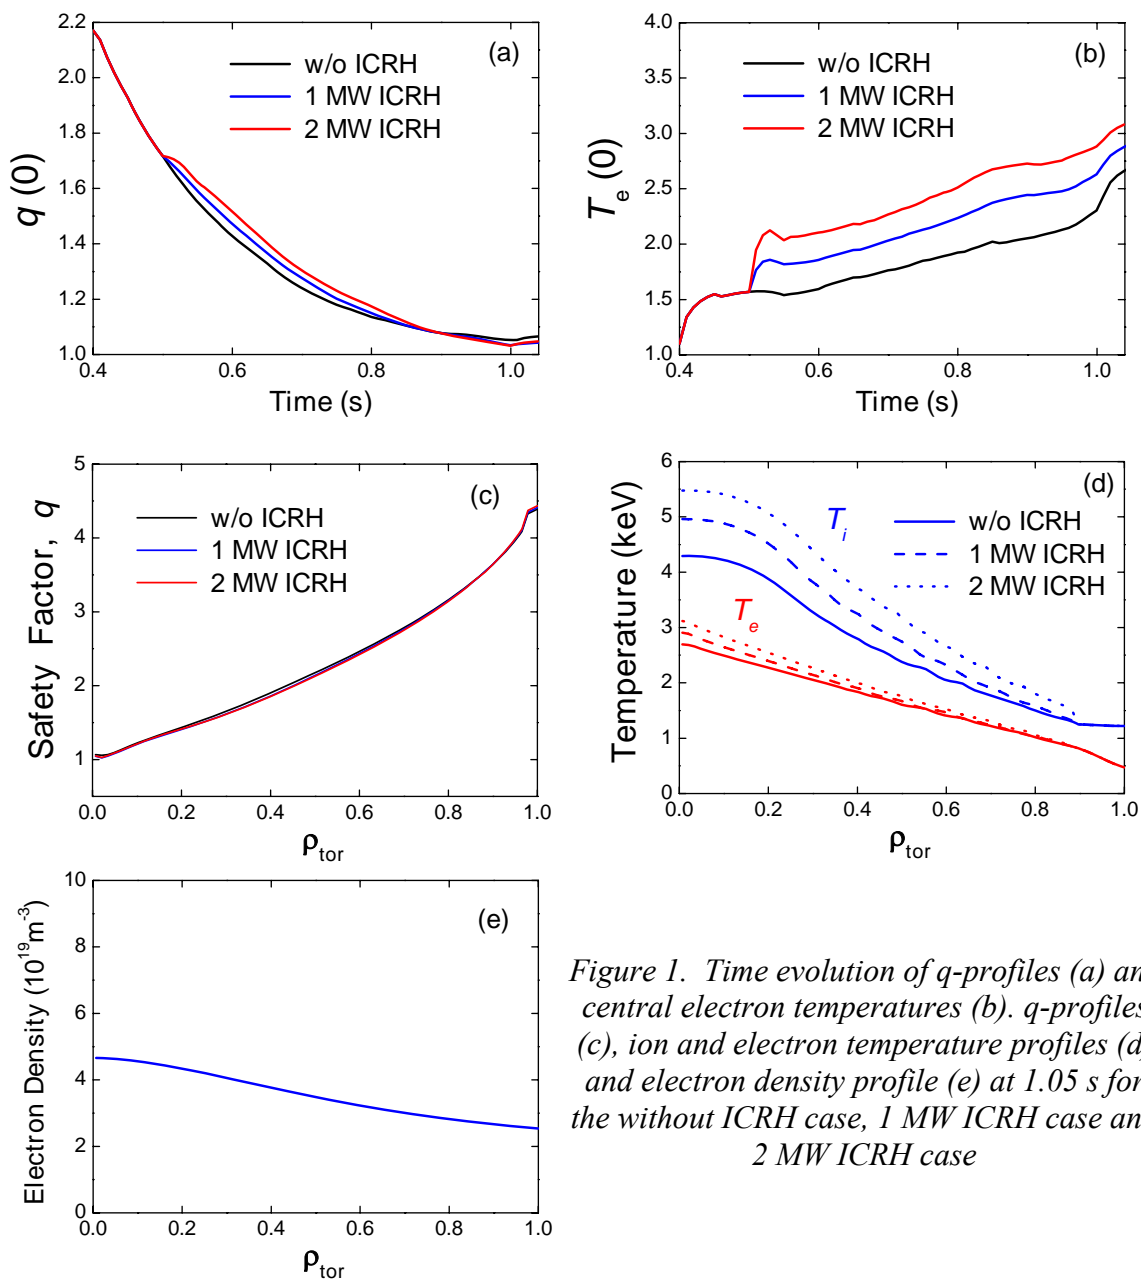 (a)
w/o ICRH
1 MW ICRH
2 MW ICRH
q (0)
2.2
2.0
1.8
1.6
1.4
1.2
1.0
0.4 0.6 0.8 1.0
Time (s)
(b)
w/o ICRH
1 MW ICRH
2 MW ICRH
Te (0)
4.0
3.5
3.0
2.5
2.0
1.5
1.0
0.4 0.6 0.8 1.0
Time (s)
(c)
w/o ICRH
1 MW ICRH
2 MW ICRH
Safety Factor, q
5
4
3
2
1
0.0 0.2 0.4 0.6 0.8 1.0
ρtor
(d)
Ti
w/o ICRH
1 MW ICRH
2 MW ICRH
Te
Temperature (keV)
6
5
4
3
2
1
0
0.0 0.2 0.4 0.6 0.8 1.0
ρtor
(e)
Electron Density (10^19 m^-3)
10
8
6
4
2
0
0.0 0.2 0.4 0.6 0.8 1.0
ρtor
Figure 1. Time evolution of q-profiles (a) an
central electron temperatures (b). q-profiles
(c), ion and electron temperature profiles (d)
and electron density profile (e) at 1.05 s for
the without ICRH case, 1 MW ICRH case an
2 MW ICRH case